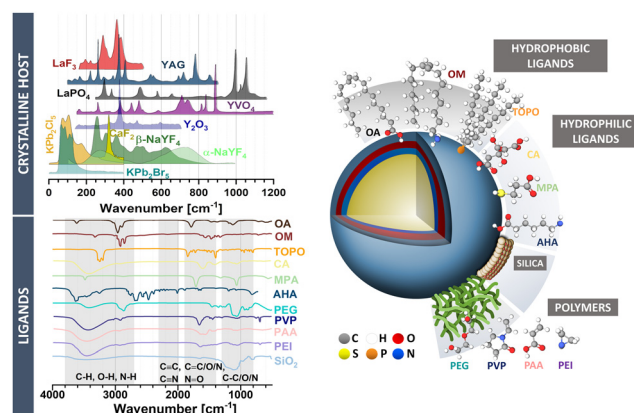 CRYSTALLINE HOST
LaF3
YAG
LaPO4
YVO4
Y2O3
KPb2Cl5
CaF2
β-NaYF4
α-NaYF4
KPb2Br5
0 200 400 600 800 1000 1200
Wavenumber [cm-1]
LIGANDS
OA
OM
TOPO
CA
MPA
AHA
PEG
PVP
PAA
PEI
SiO2
C-H, O-H, N-H
C≡C, C=C/O/N,
C≡N N=O
C-C/O/N
4000 3000 2000 1000
Wavenumber [cm-1]
HYDROPHOBIC
LIGANDS
OM
TOPO
OA
HYDROPHILIC
LIGANDS
CA
MPA
AHA
SILICA
POLYMERS
C H O
S P N
PEG PVP PAA PEI